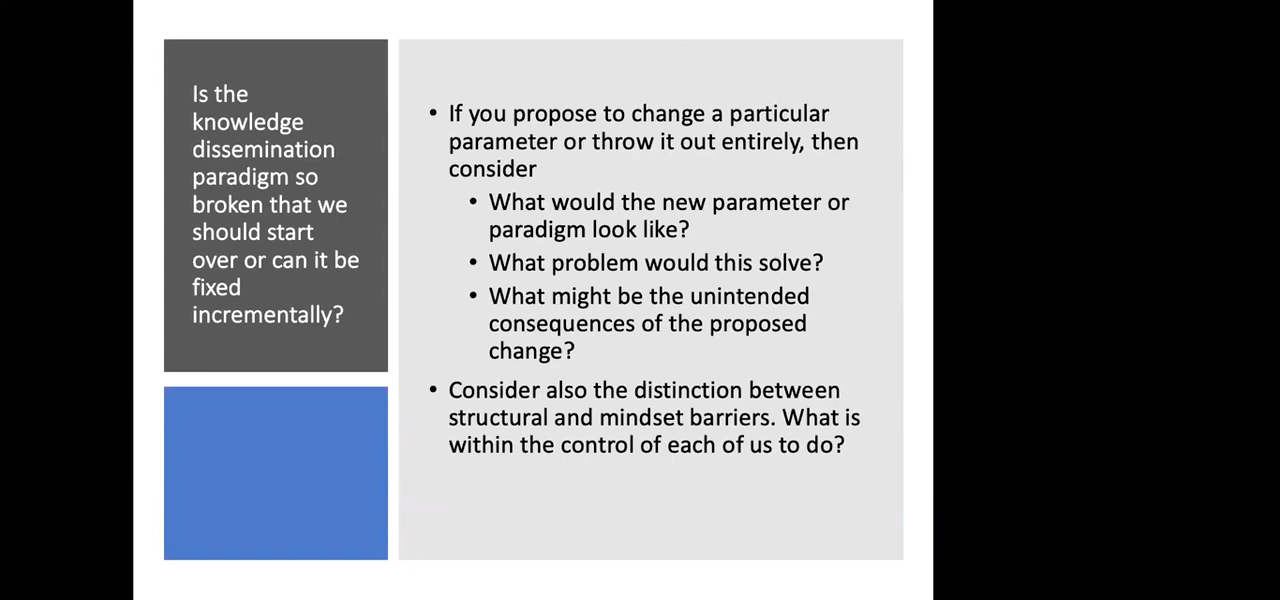 Is the
knowledge
dissemination
paradigm so
broken that we
should start
over or can it be
fixed
incrementally?
• If you propose to change a particular
parameter or throw it out entirely, then
consider
• What would the new parameter or
paradigm look like?
• What problem would this solve?
• What might be the unintended
consequences of the proposed
change?
• Consider also the distinction between
structural and mindset barriers. What is
within the control of each of us to do?